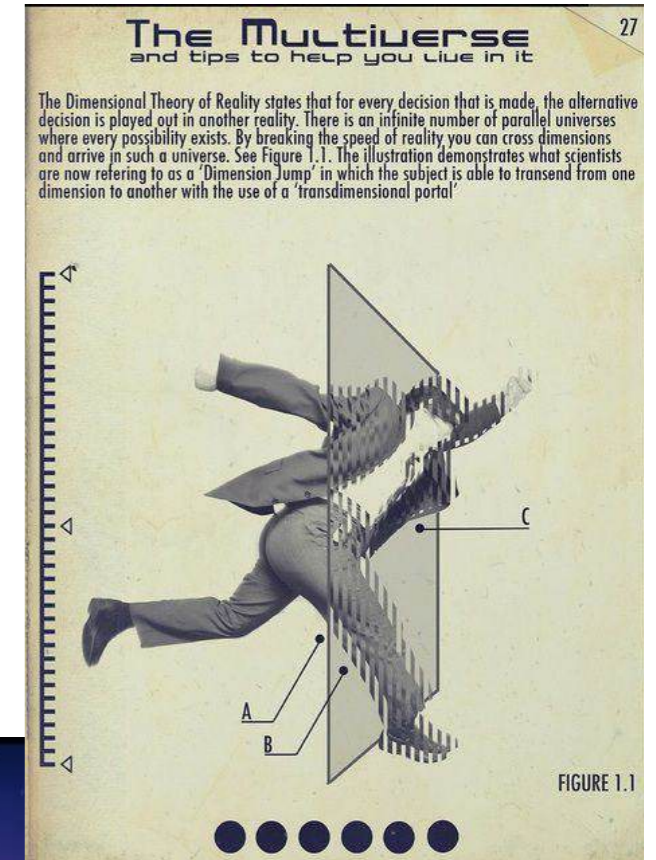 27
The Multiverse
and tips to help you live in it
The Dimensional Theory of Reality states that for every decision that is made, the alternative
decision is played out in another reality. There is an infinite number of parallel universes
where every possibility exists. By breaking the speed of reality you can cross dimensions
and arrive in such a universe. See Figure 1.1. The illustration demonstrates what scientists
are now refering to as a 'Dimension Jump' in which the subject is able to transend from one
dimension to another with the use of a 'transdimensional portal'
C
A
B
FIGURE 1.1